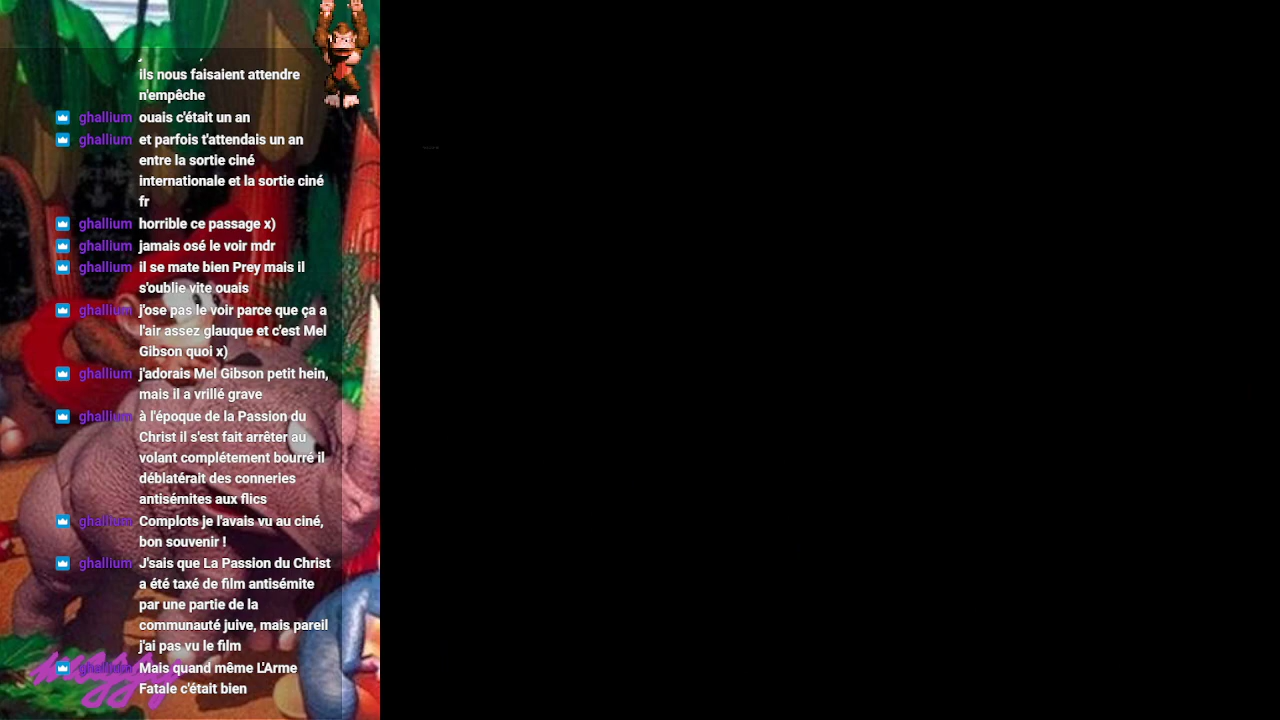 ils nous faisaient attendre
n'empêche
ghallium ouais c'était un an
ghallium et parfois t'attendais un an
entre la sortie ciné
internationale et la sortie ciné
fr
ghallium horrible ce passage x)
ghallium jamais osé le voir mdr
ghallium il se mate bien Prey mais il
s'oublie vite ouais
ghallium j'ose pas le voir parce que ça a
l'air assez glauque et c'est Mel
Gibson quoi x)
ghallium j'adorais Mel Gibson petit hein,
mais il a vrillé grave
ghallium à l'époque de la Passion du
Christ il s'est fait arrêter au
volant complétement bourré il
déblatérait des conneries
antisémites aux flics
ghallium Complots je l'avais vu au ciné,
bon souvenir !
ghallium J'sais que La Passion du Christ
a été taxé de film antisémite
par une partie de la
communauté juive, mais pareil
j'ai pas vu le film
ghallium Mais quand même L'Arme
Fatale c'était bien